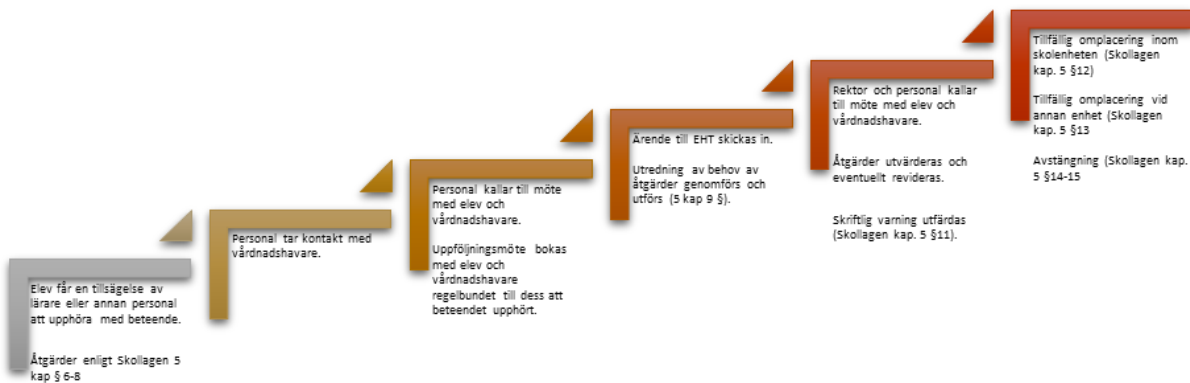 Elev får en tillsägelse av
lärare eller annan personal
att upphöra med beteende.
Åtgärder enligt Skollagen 5
kap § 6-8
Personal tar kontakt med
vårdnadshavare.
Personal kallar till möte
med elev och
vårdnadshavare.
Uppföljningsmöte bokas
med elev och
vårdnadshavare
regelbundet till dess att
beteendet upphört.
Ärende till EHT skickas in.
Utredning av behov av
åtgärder genomförs och
utförs (5 kap 9 §).
Rektor och personal kallar
till möte med elev och
vårdnadshavare.
Åtgärder utvärderas och
eventuellt revideras.
Skriftlig varning utfärdas
(Skollagen kap. 5 §11).
Tillfällig omplacering inom
skolenheten (Skollagen
kap. 5 §12)
Tillfällig omplacering vid
annan enhet (Skollagen
kap. 5 §13
Avstängning (Skollagen kap.
5 §14-15